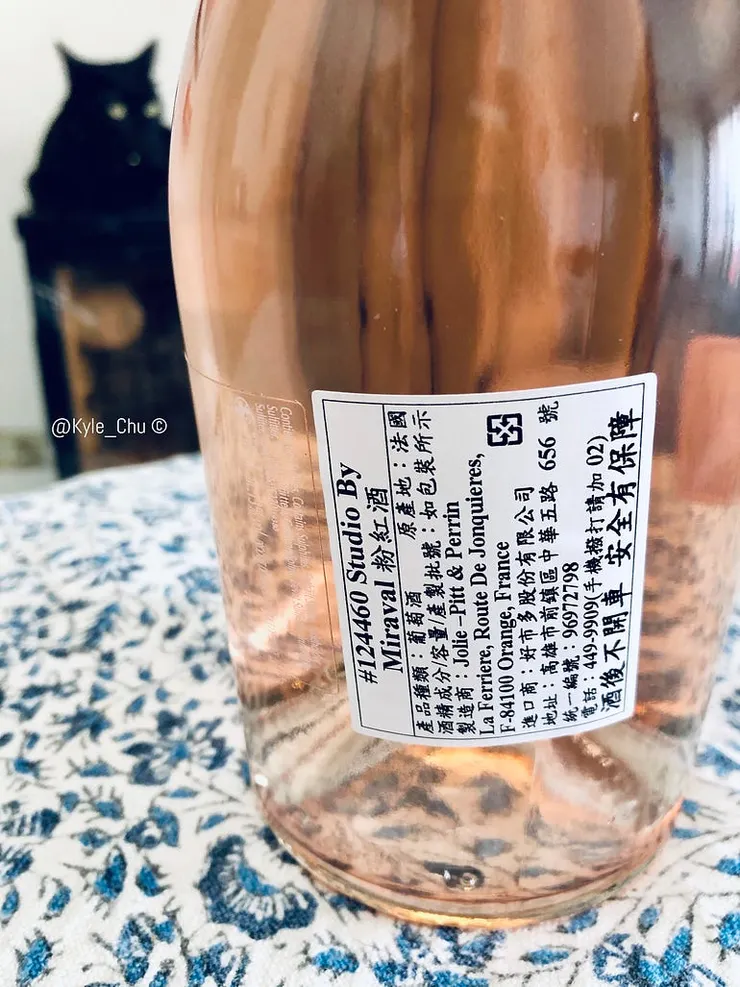 @Kyle_Chu ©
#124460 Studio By
Miraval 粉紅酒
產品種類：葡萄酒 原產地：法國
酒精成分/容量/產製批號：如包裝所示
製造商：Jolie –Pitt & Perrin
La Ferriere, Route De Jonquieres,
F-84100 Orange, France
進口商：好市多股份有限公司
地址：高雄市前鎮區中華五路 656 號
統一編號：96972798
電話：449-9909(手機撥打請加 02)
酒後不開車 安全有保障